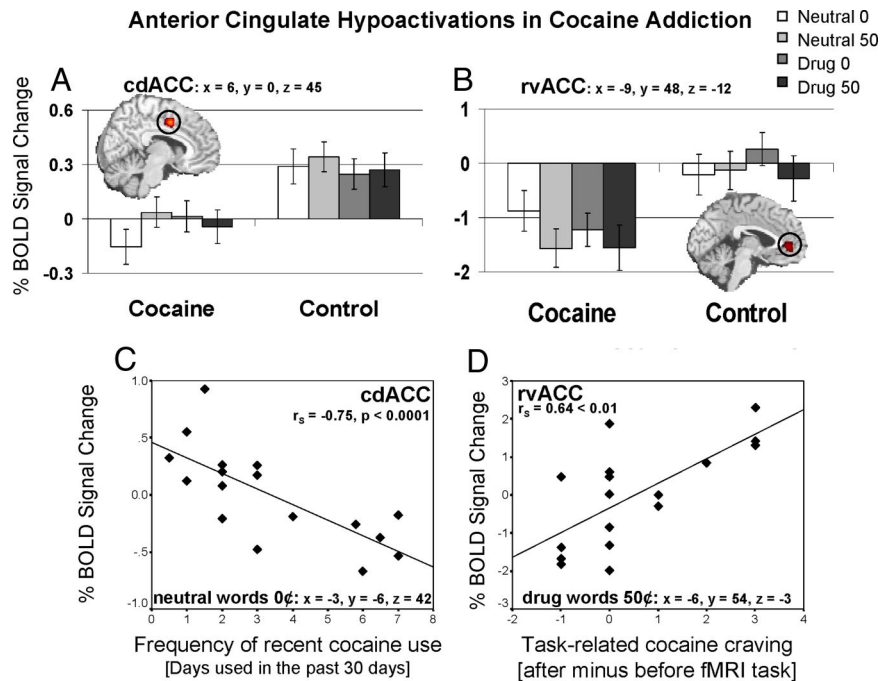 Anterior Cingulate Hypoactivations in Cocaine Addiction
Neutral 0
Neutral 50
Drug 0
Drug 50
A
cdACC: x = 6, y = 0, z = 45
% BOLD Signal Change
0.6
0.3
0
-0.3
Cocaine
Control
B
rvACC: x = -9, y = 48, z = -12
1
0
-1
-2
Cocaine
Control
C
cdACC
rs = -0.75, p < 0.0001
% BOLD Signal Change
1.0
.5
0.0
-.5
-1.0
neutral words 0¢: x = -3, y = -6, z = 42
0 1 2 3 4 5 6 7 8
Frequency of recent cocaine use
[Days used in the past 30 days]
D
rvACC
rs = 0.64 < 0.01
% BOLD Signal Change
3
2
1
0
-1
-2
-3
drug words 50¢: x = -6, y = 54, z = -3
-2 -1 0 1 2 3 4
Task-related cocaine craving
[after minus before fMRI task]